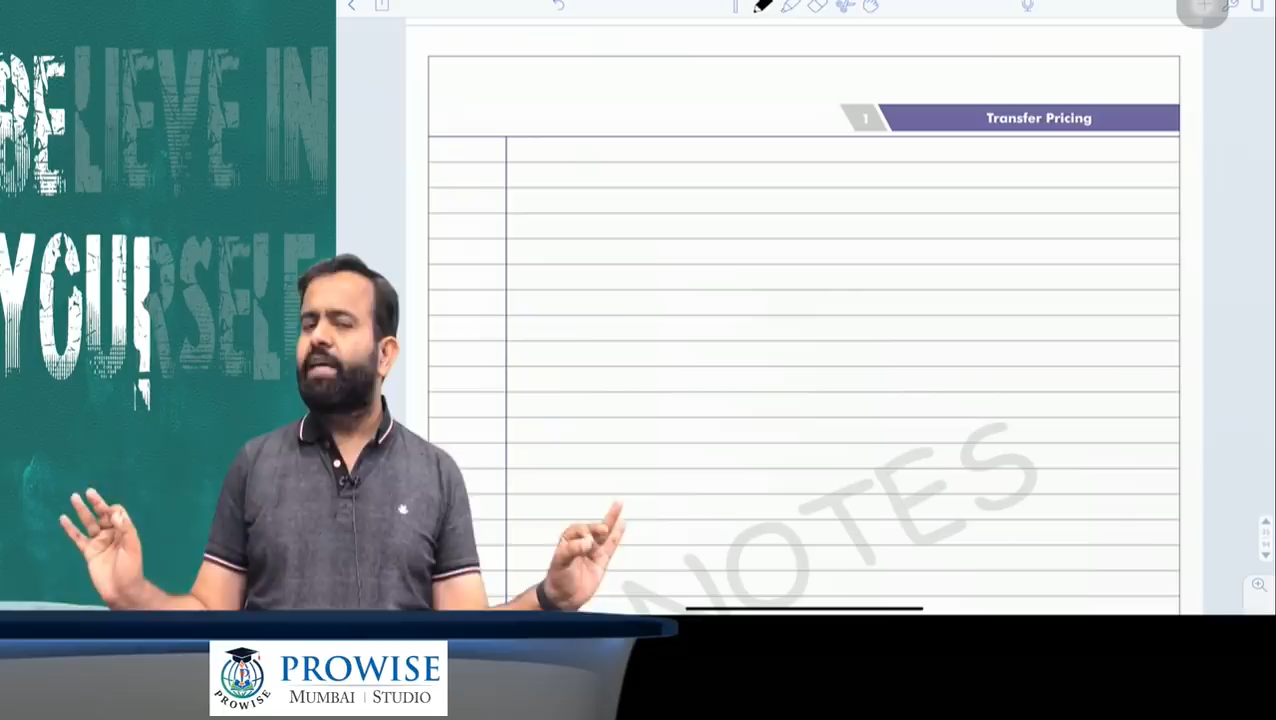 BELIEVE IN
YOURSELF
1 Transfer Pricing
NOTES
PROWISE
PROWISE
MUMBAI | STUDIO